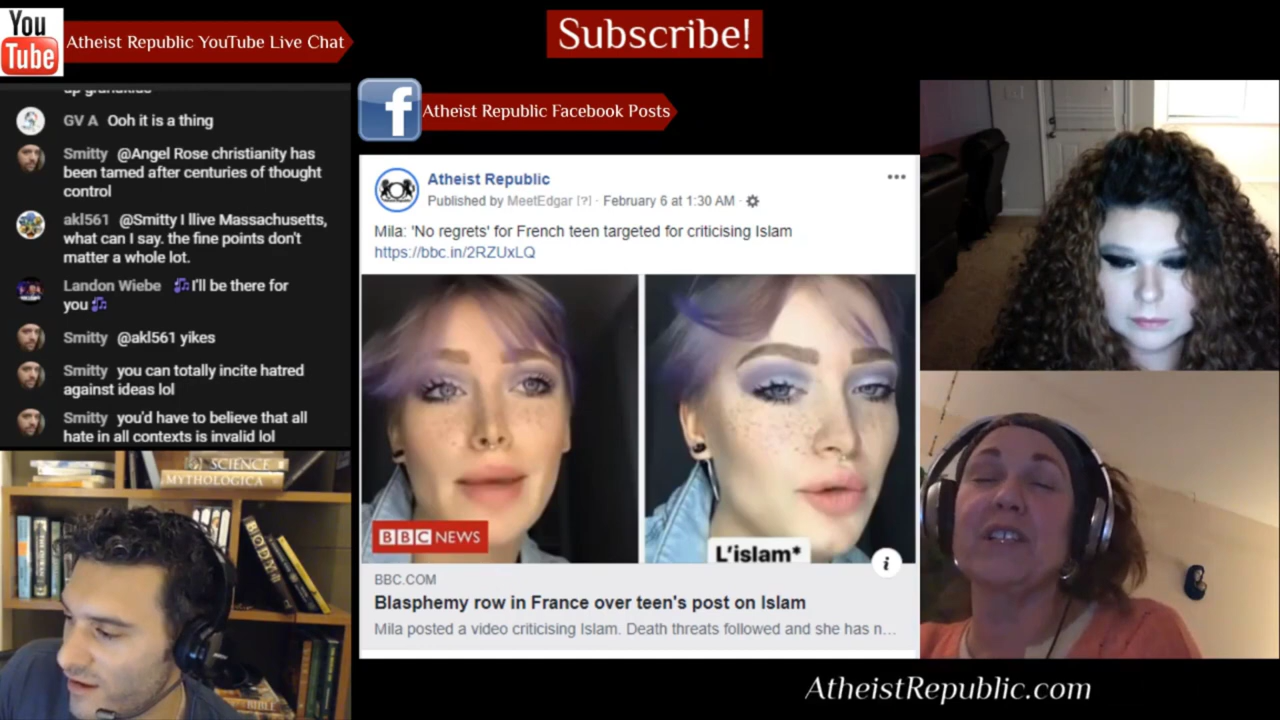 You
Tube
Atheist Republic YouTube Live Chat
Subscribe!
up grandkids
GV A Ooh it is a thing
Smitty @Angel Rose christianity has
been tamed after centuries of thought
control
akl561 @Smitty I llive Massachusetts,
what can I say. the fine points don't
matter a whole lot.
Landon Wiebe 🎶I'll be there for
you🎶
Smitty @akl561 yikes
Smitty you can totally incite hatred
against ideas lol
Smitty you'd have to believe that all
hate in all contexts is invalid lol
f
Atheist Republic Facebook Posts
Atheist Republic
Published by MeetEdgar [?] · February 6 at 1:30 AM ·
Mila: 'No regrets' for French teen targeted for criticising Islam
https://bbc.in/2RZUxLQ
BBC NEWS
L'islam*
i
BBC.COM
Blasphemy row in France over teen's post on Islam
Mila posted a video criticising Islam. Death threats followed and she has n...
SCIENCE
MYTHOLOGICA
BODY
BIBLE
AtheistRepublic.com